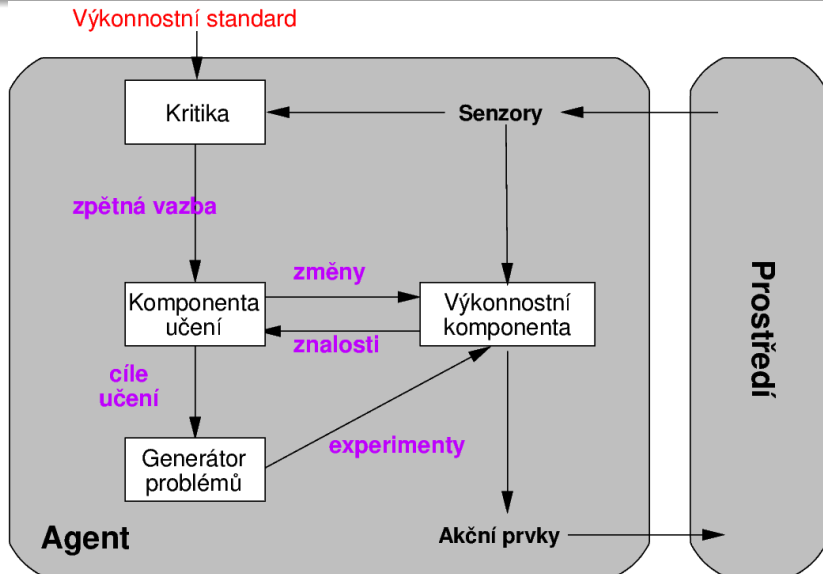 Výkonnostní standard
Kritika
Senzory
zpětná vazba
změny
Komponenta
učení
Výkonnostní
komponenta
znalosti
cíle
učení
experimenty
Generátor
problémů
Agent
Akční prvky
Prostředí